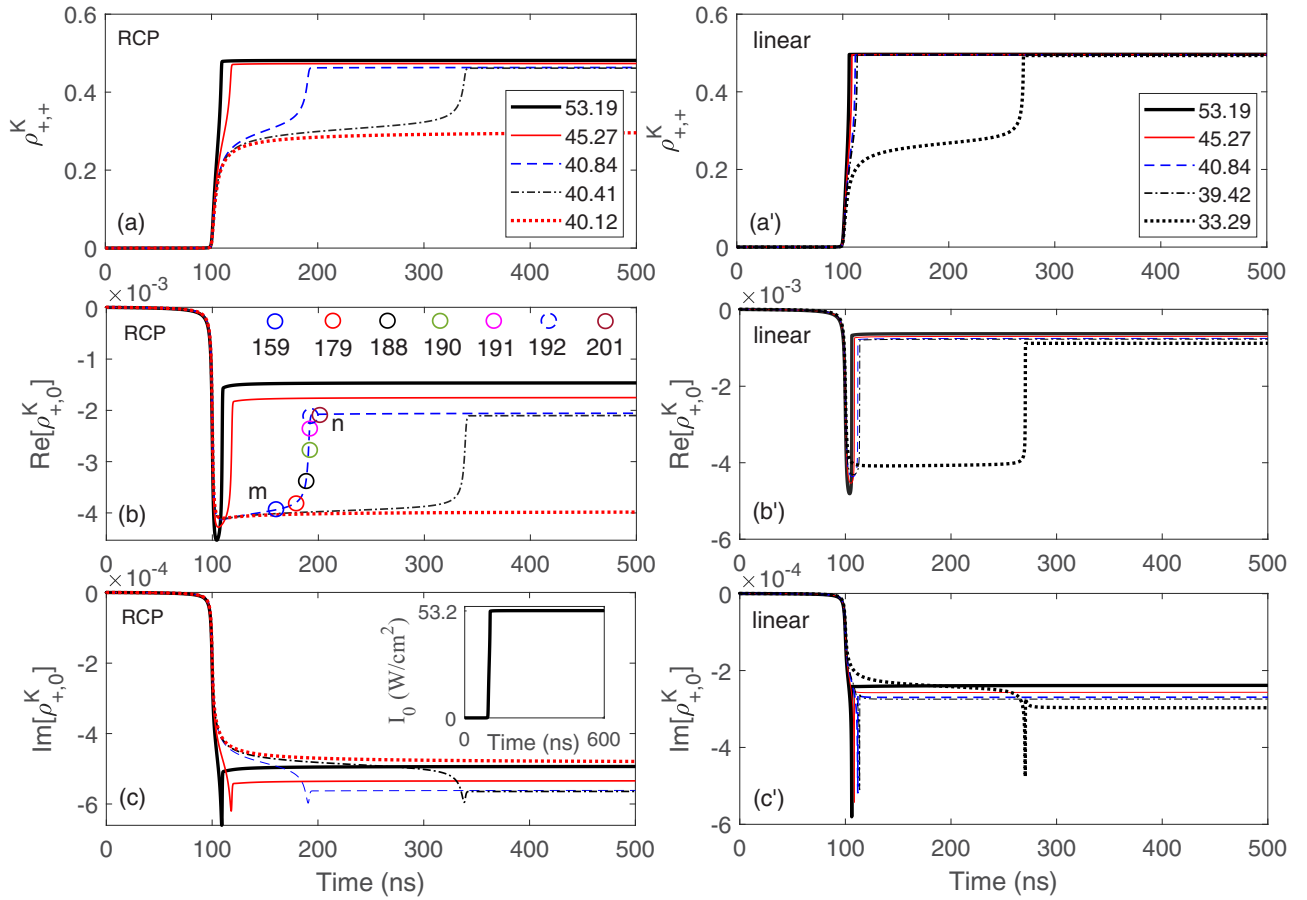 RCP
ρ^K_{+,+}
0.6
0.4
0.2
0
53.19
45.27
40.84
40.41
40.12
(a)
0 100 200 300 400 500
linear
ρ^K_{+,+}
0.6
0.4
0.2
0
53.19
45.27
40.84
39.42
33.29
(a')
0 100 200 300 400 500
× 10^{-3}
RCP
Re[ρ^K_{+,0}]
0
-1
-2
-3
-4
159 179 188 190 191 192 201
m
n
(b)
0 100 200 300 400 500
× 10^{-3}
linear
Re[ρ^K_{+,0}]
0
-2
-4
-6
(b')
0 100 200 300 400 500
× 10^{-4}
RCP
Im[ρ^K_{+,0}]
0
-2
-4
-6
53.2
0
I_0 (W/cm^2)
0 Time (ns) 600
(c)
0 100 200 300 400 500
Time (ns)
× 10^{-4}
linear
Im[ρ^K_{+,0}]
0
-2
-4
-6
(c')
0 100 200 300 400 500
Time (ns)